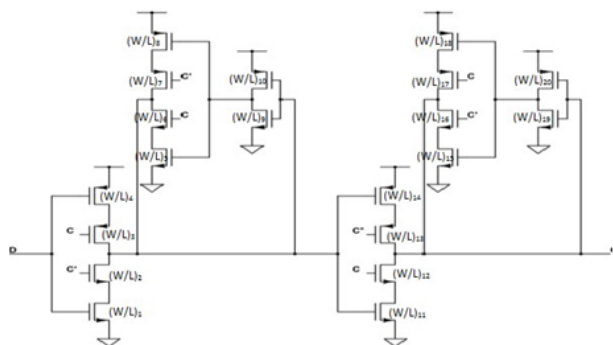 (W/L)₈
(W/L)₁₈
(W/L)₇
C'
(W/L)₁₀
(W/L)₁₇
C
(W/L)₂₀
(W/L)₆
C
(W/L)₉
(W/L)₁₆
C'
(W/L)₁₉
(W/L)₅
(W/L)₁₅
(W/L)₄
(W/L)₁₄
C
(W/L)₃
C'
(W/L)₁₃
D
C'
(W/L)₂
C
(W/L)₁₂
(W/L)₁
(W/L)₁₁